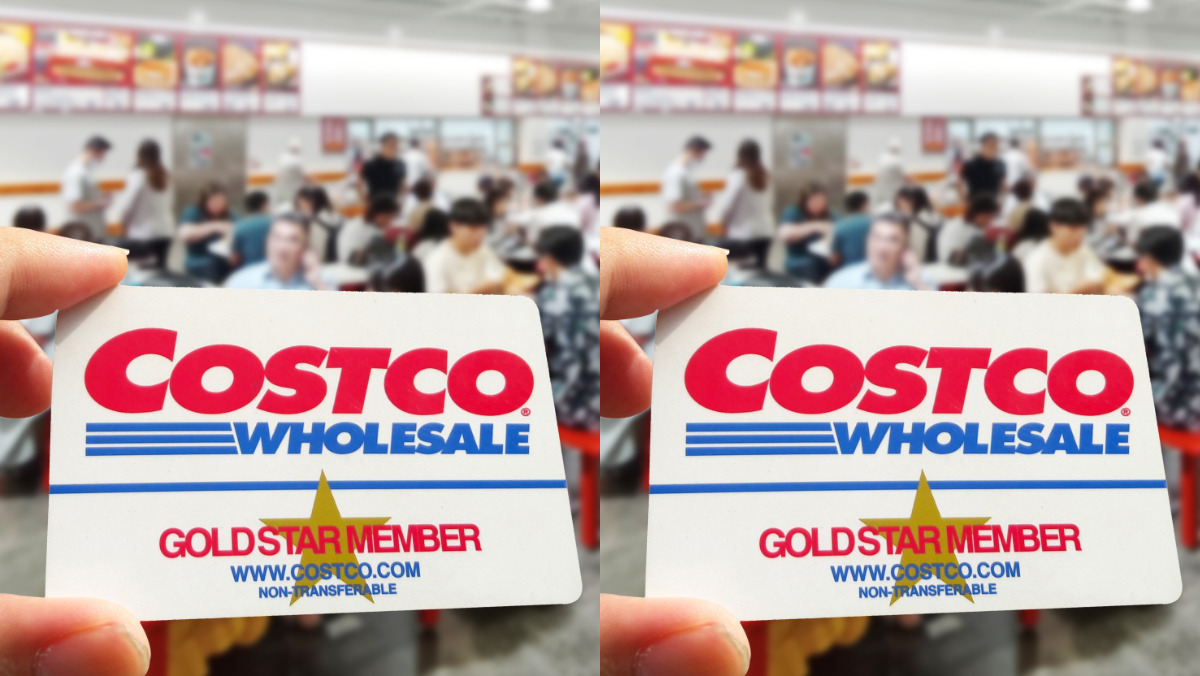 COSTCO®
WHOLESALE
GOLD STAR MEMBER
WWW.COSTCO.COM
NON-TRANSFERABLE
COSTCO®
WHOLESALE
GOLD STAR MEMBER
WWW.COSTCO.COM
NON-TRANSFERABLE